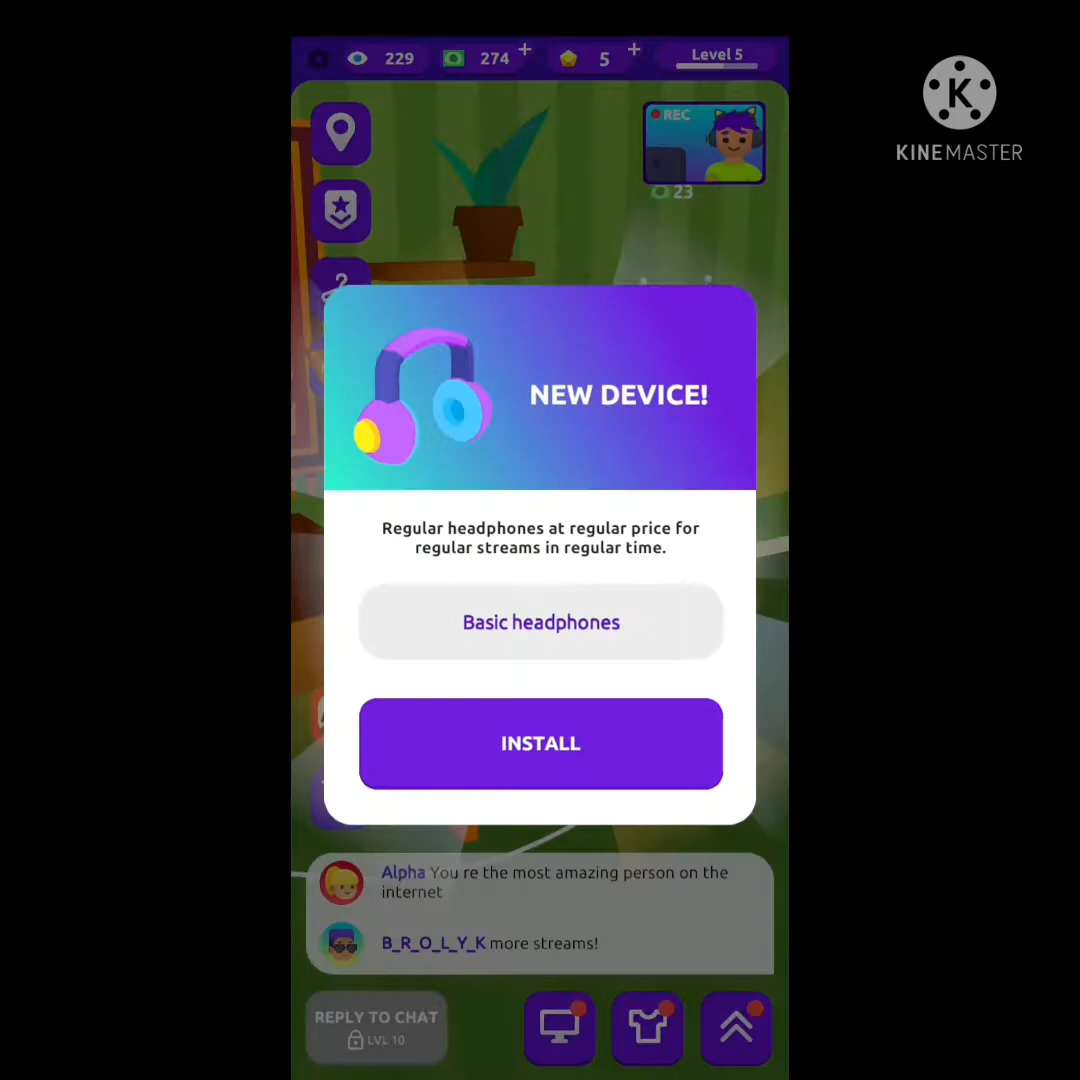 229
274
+
5
+
Level 5
K
KINEMASTER
REC
23
?
NEW DEVICE!
Regular headphones at regular price for
regular streams in regular time.
Basic headphones
INSTALL
Alpha You re the most amazing person on the
internet
B_R_O_L_Y_K more streams!
REPLY TO CHAT
LVL 10